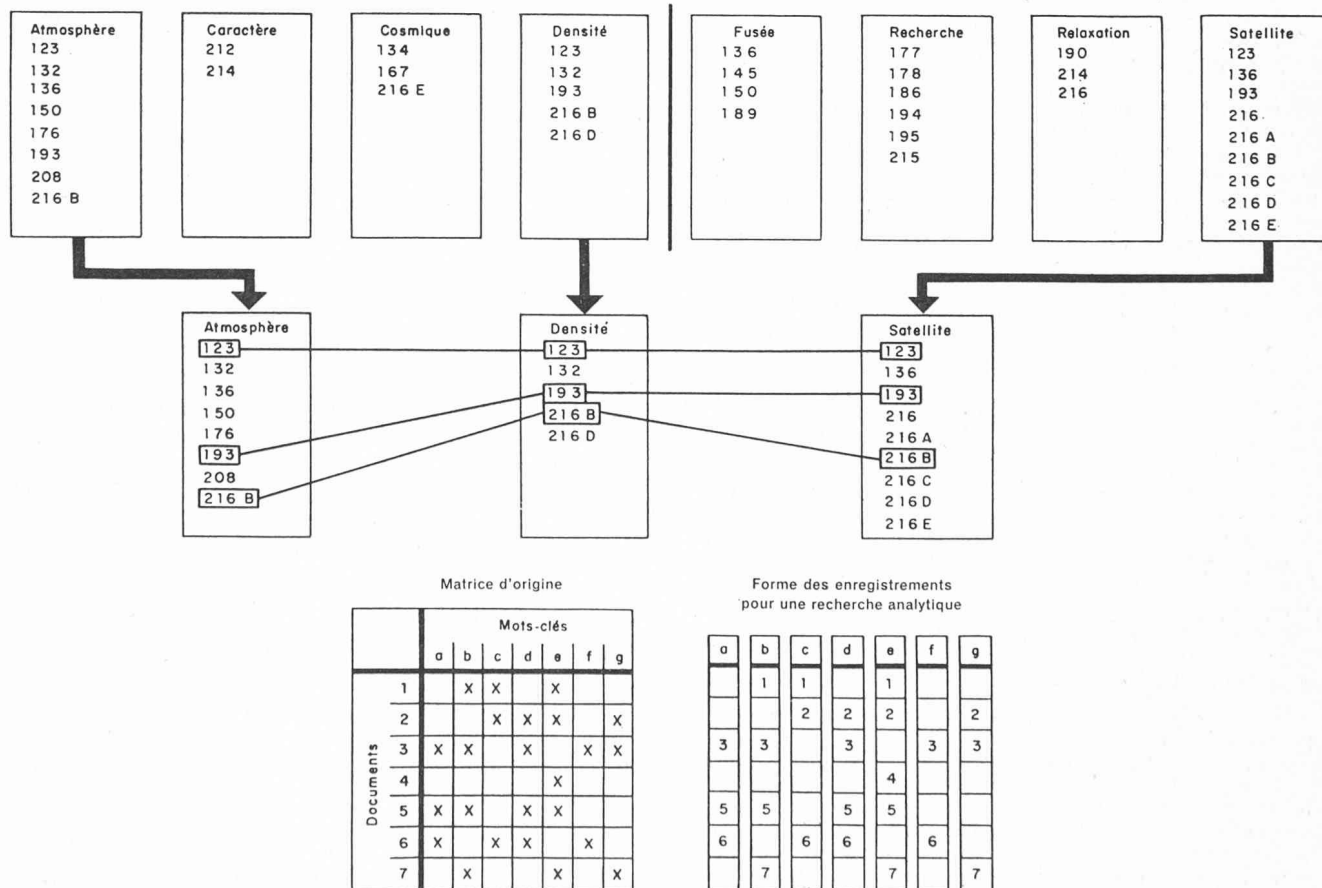 Atmosphère
123
132
136
150
176
193
208
216 B
Caractère
212
214
Cosmique
134
167
216 E
Densité
123
132
193
216 B
216 D
Fusée
136
145
150
189
Recherche
177
178
186
194
195
215
Relaxation
190
214
216
Satellite
123
136
193
216
216 A
216 B
216 C
216 D
216 E
Atmosphère
123
132
136
150
176
193
208
216 B
Densité
123
132
193
216 B
216 D
Satellite
123
136
193
216
216 A
216 B
216 C
216 D
216 E
Matrice d'origine
Mots-clés
a b c d e f g
Documents
1 X X X
2 X X X X
3 X X X X X
4 X
5 X X X X
6 X X X X
7 X X X
Forme des enregistrements
pour une recherche analytique
a b c d e f g
1 1 1
2 2 2 2
3 3 3 3 3
4
5 5 5 5
6 6 6 6
7 7 7